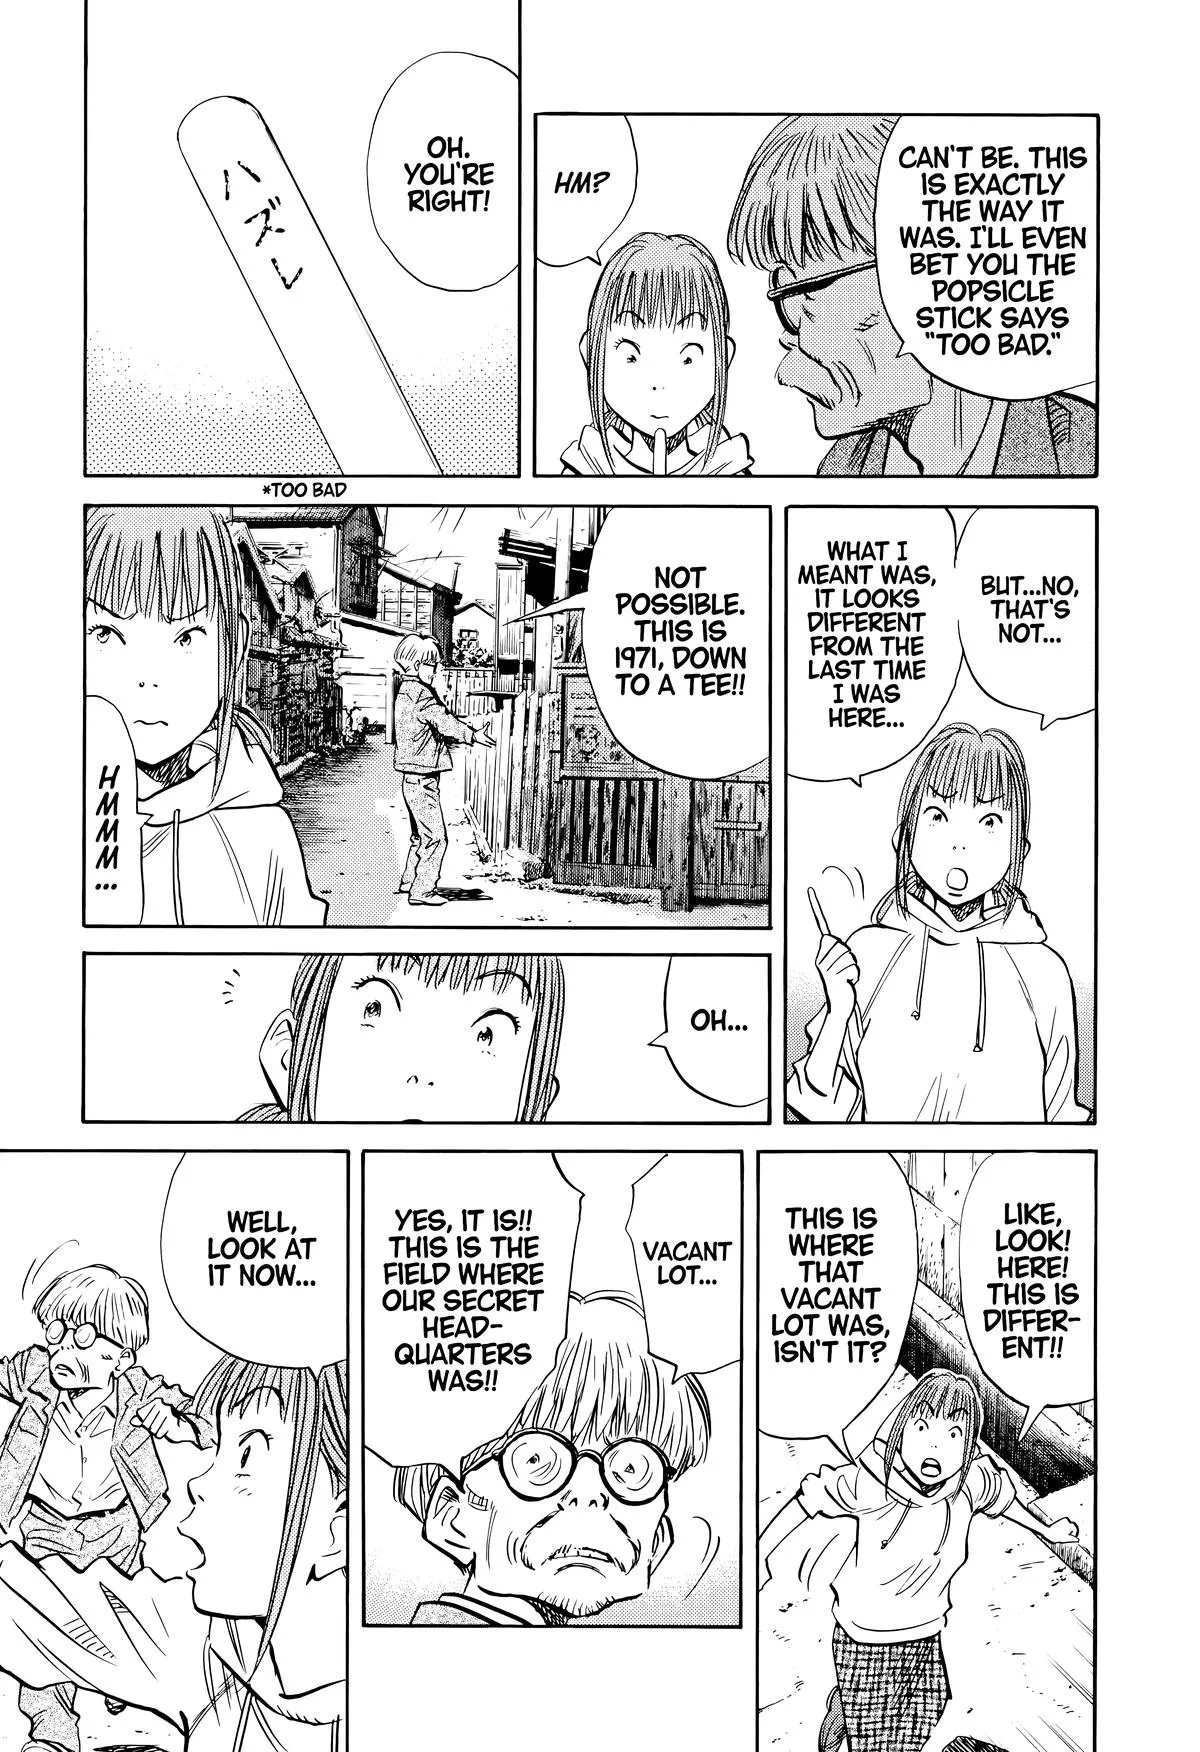 CAN'T BE. THIS
IS EXACTLY
THE WAY IT
WAS. I'LL EVEN
BET YOU THE
POPSICLE
STICK SAYS
"TOO BAD."
HM?
OH.
YOU'RE
RIGHT!
ハズレ
*TOO BAD
BUT...NO,
THAT'S
NOT...
WHAT I
MEANT WAS,
IT LOOKS
DIFFERENT
FROM THE
LAST TIME
I WAS
HERE...
NOT
POSSIBLE.
THIS IS
1971, DOWN
TO A TEE!!
HMMM...
OH...
LIKE,
LOOK!
HERE!
THIS IS
DIFFER-
ENT!!
THIS IS
WHERE
THAT
VACANT
LOT WAS,
ISN'T IT?
VACANT
LOT...
YES, IT IS!!
THIS IS THE
FIELD WHERE
OUR SECRET
HEAD-
QUARTERS
WAS!!
WELL,
LOOK AT
IT NOW...